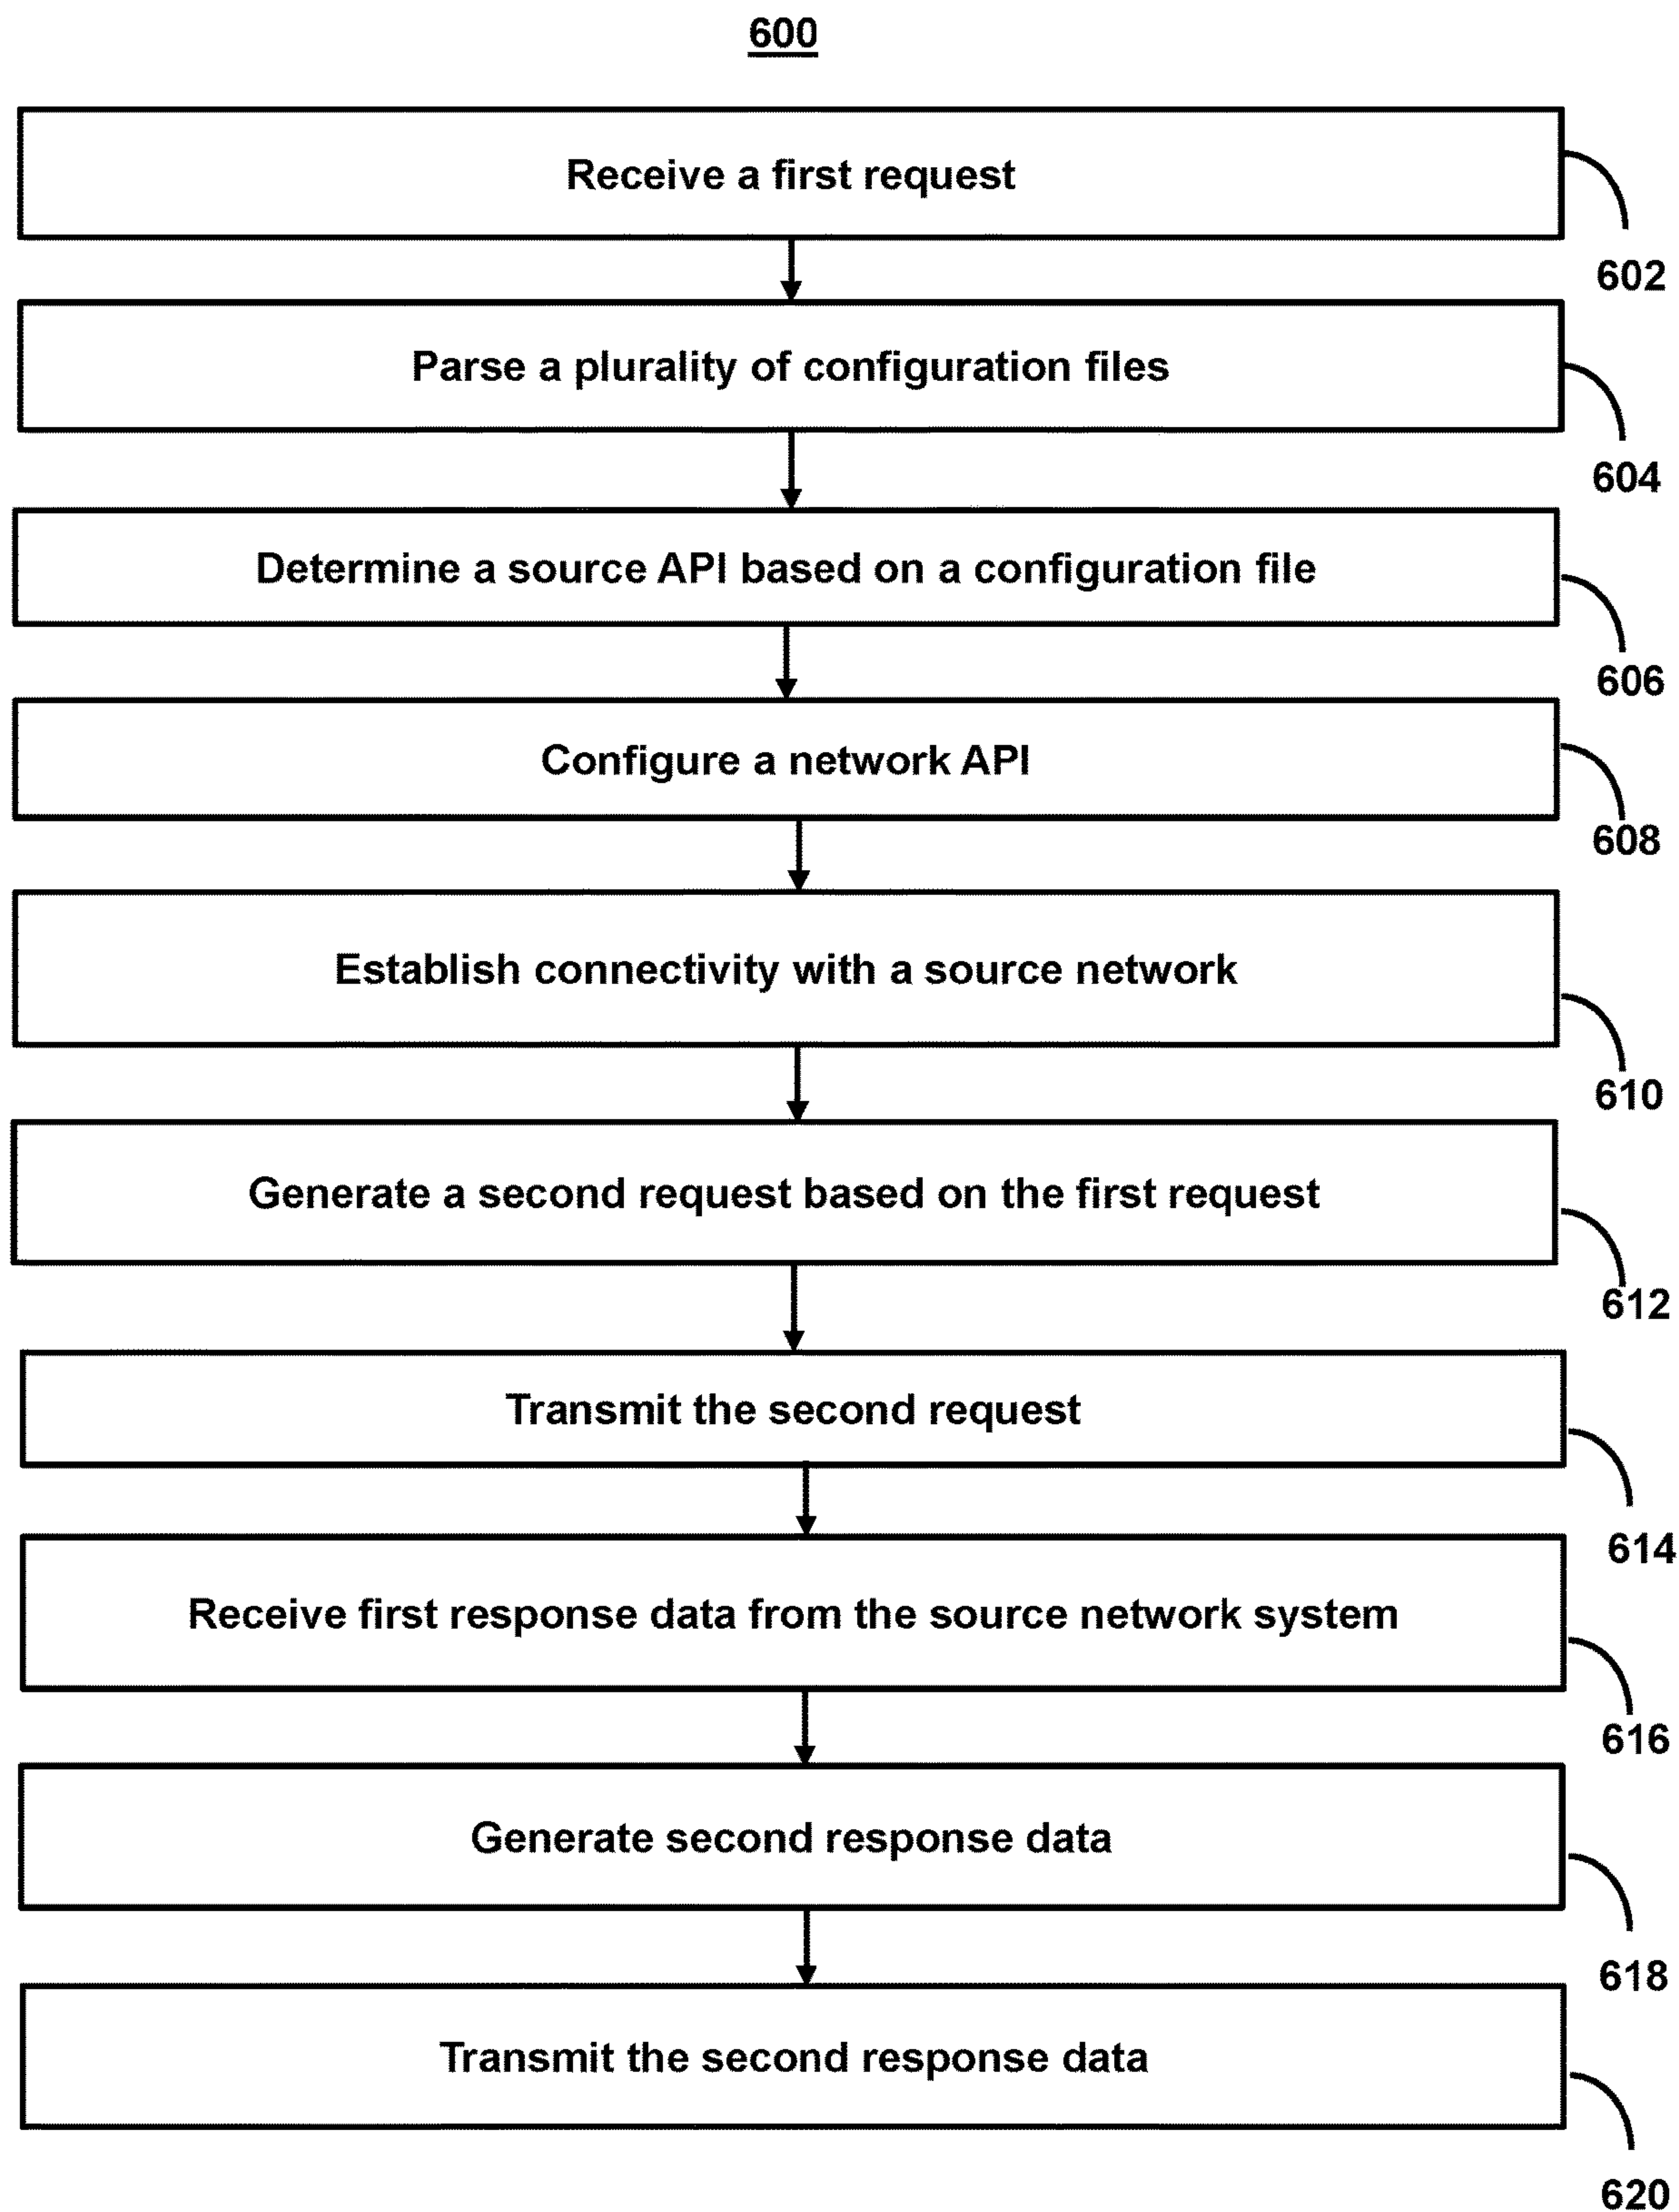 600
Receive a first request
602
Parse a plurality of configuration files
604
Determine a source API based on a configuration file
606
Configure a network API
608
Establish connectivity with a source network
610
Generate a second request based on the first request
612
Transmit the second request
614
Receive first response data from the source network system
616
Generate second response data
618
Transmit the second response data
620